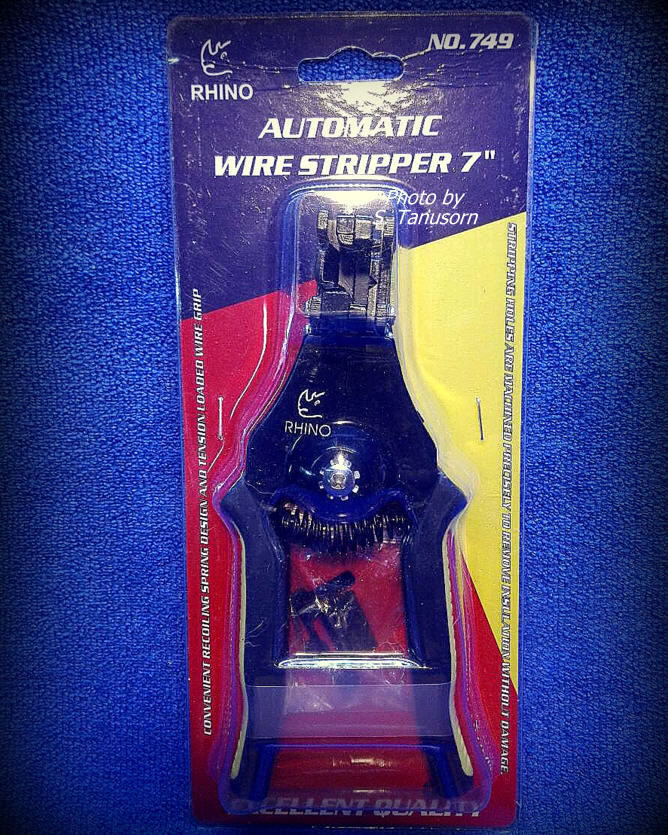 NO.749
RHINO
AUTOMATIC
WIRE STRIPPER 7"
Photo by
S. Tanusorn
CONVENIENT RECOILING SPRING DESIGN AND TENSION LOADED WIRE GRIP
STRIPPING HOLES ARE MACHINED PRECISELY TO REMOVE INSULATION WITHOUT DAMAGE.
RHINO
EXCELLENT QUALITY